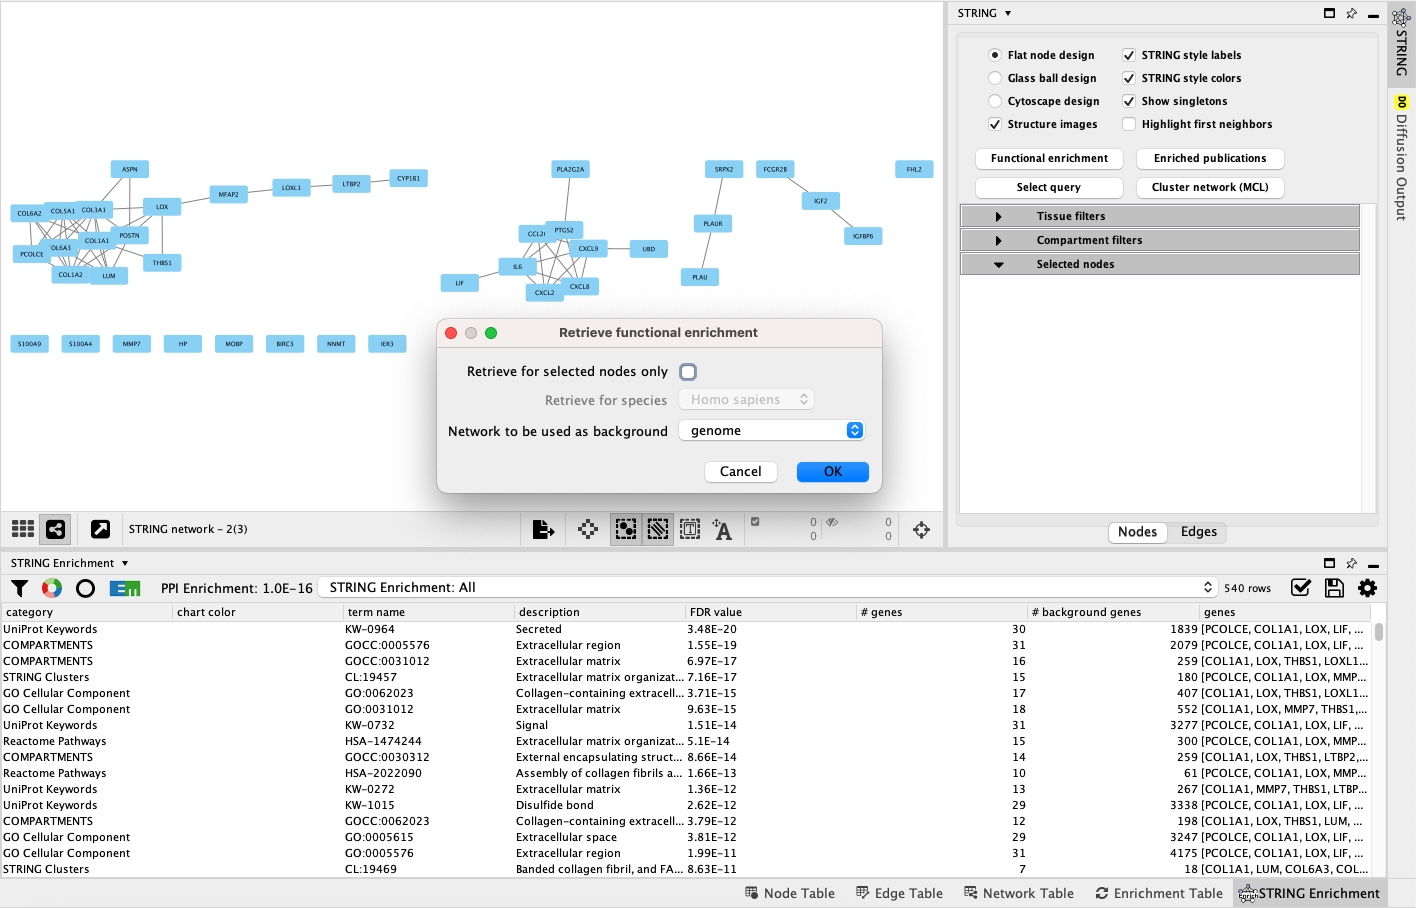 STRING ▼
Flat node design
STRING style labels
Glass ball design
STRING style colors
Cytoscape design
Show singletons
Structure images
Highlight first neighbors
Functional enrichment
Enriched publications
Select query
Cluster network (MCL)
Tissue filters
Compartment filters
Selected nodes
Nodes
Edges
STRING
DO Diffusion Output
ASPN
COL6A2
COL5A1
COL3A1
LOX
MFAP2
LOXL1
LTBP2
CYP1B1
PCOLCE
OL6A3
COL1A1
POSTN
COL1A2
LUM
THBS1
PLA2G2A
CCL20
PTGS2
CXCL9
UBD
IL6
LIF
CXCL2
CXCL8
SRPX2
PLAUR
PLAU
FCGR2B
IGF2
IGFBP6
FHL2
S100A9
S100A4
MMP7
HP
MOBP
BIRC3
NNMT
IER3
Retrieve functional enrichment
Retrieve for selected nodes only
Retrieve for species Homo sapiens
Network to be used as background genome
Cancel
OK
STRING network - 2(3)
0 0
0 0
STRING Enrichment ▼
PPI Enrichment: 1.0E-16 STRING Enrichment: All 540 rows
category chart color term name description FDR value # genes # background genes genes
UniProt Keywords KW-0964 Secreted 3.48E-20 30 1839 [PCOLCE, COL1A1, LOX, LIF, ...
COMPARTMENTS GOCC:0005576 Extracellular region 1.55E-19 31 2079 [PCOLCE, COL1A1, LOX, LIF, ...
COMPARTMENTS GOCC:0031012 Extracellular matrix 6.97E-17 16 259 [COL1A1, LOX, THBS1, LOXL1...
STRING Clusters CL:19457 Extracellular matrix organizat... 7.16E-17 15 180 [PCOLCE, COL1A1, LOX, MMP...
GO Cellular Component GO:0062023 Collagen-containing extracell... 3.71E-15 17 407 [COL1A1, LOX, THBS1, LOXL1...
GO Cellular Component GO:0031012 Extracellular matrix 9.63E-15 18 552 [COL1A1, LOX, MMP7, THBS1,...
UniProt Keywords KW-0732 Signal 1.51E-14 31 3277 [PCOLCE, COL1A1, LOX, LIF, ...
Reactome Pathways HSA-1474244 Extracellular matrix organizat... 5.1E-14 15 300 [PCOLCE, COL1A1, LOX, MMP...
COMPARTMENTS GOCC:0030312 External encapsulating struct... 8.66E-14 14 259 [COL1A1, LOX, THBS1, LTBP2,...
Reactome Pathways HSA-2022090 Assembly of collagen fibrils a... 1.66E-13 10 61 [PCOLCE, COL1A1, LOX, MMP...
UniProt Keywords KW-0272 Extracellular matrix 1.36E-12 13 267 [COL1A1, MMP7, THBS1, LTBP...
UniProt Keywords KW-1015 Disulfide bond 2.62E-12 29 3338 [PCOLCE, COL1A1, LOX, LIF, ...
COMPARTMENTS GOCC:0062023 Collagen-containing extracell... 3.79E-12 12 198 [COL1A1, LOX, THBS1, LUM, ...
GO Cellular Component GO:0005615 Extracellular space 3.81E-12 29 3247 [PCOLCE, COL1A1, LOX, LIF, ...
GO Cellular Component GO:0005576 Extracellular region 1.99E-11 31 4175 [PCOLCE, COL1A1, LOX, LIF, ...
STRING Clusters CL:19469 Banded collagen fibril, and FA... 8.63E-11 7 18 [COL1A1, LUM, COL6A3, COL...
Node Table
Edge Table
Network Table
Enrichment Table
STRING Enrichment